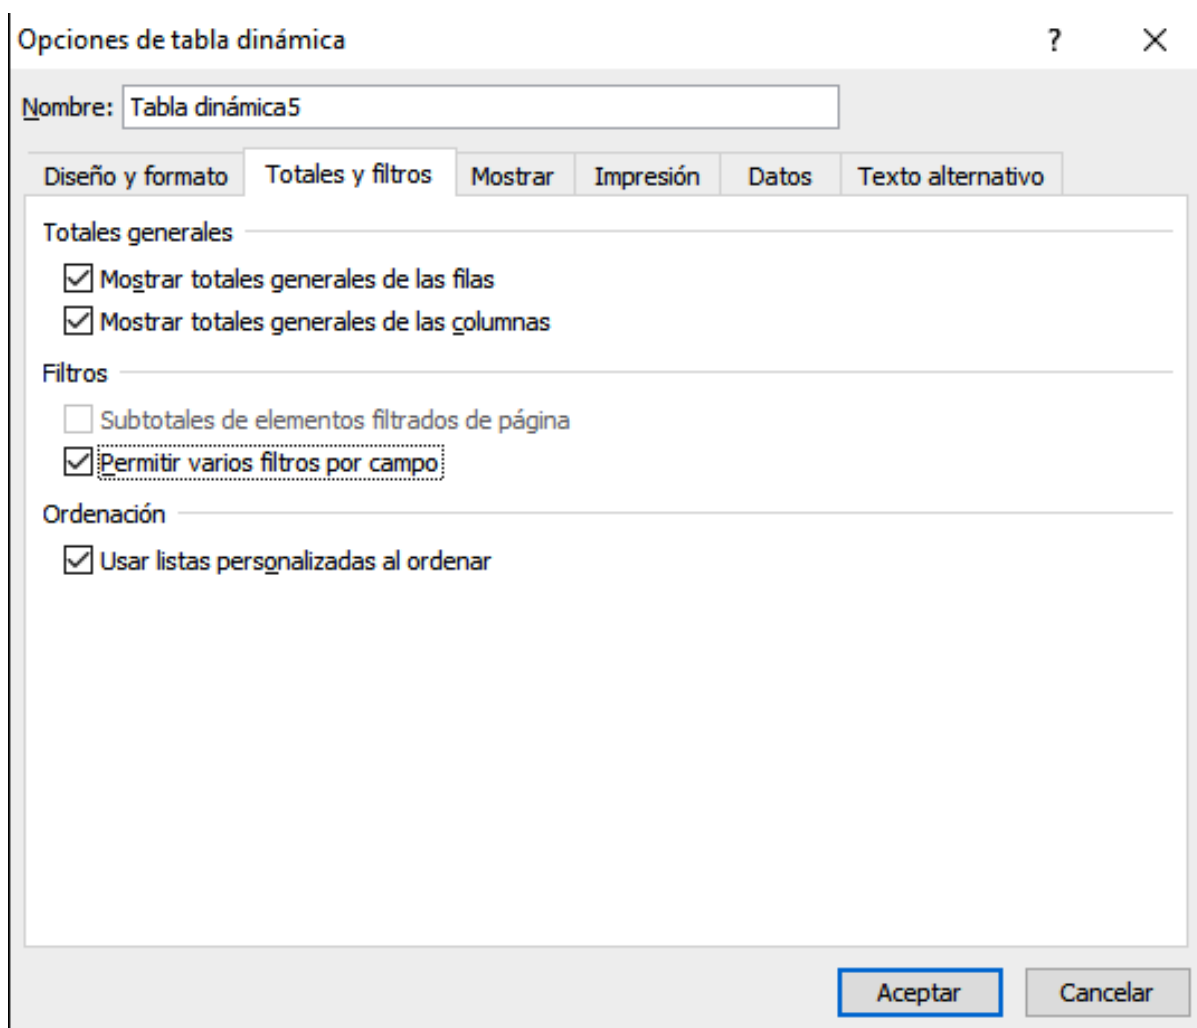 Opciones de tabla dinámica ?
Nombre: Tabla dinámica5
Diseño y formato Totales y filtros Mostrar Impresión Datos Texto alternativo
Totales generales
Mostrar totales generales de las filas
Mostrar totales generales de las columnas
Filtros
Subtotales de elementos filtrados de página
Permitir varios filtros por campo
Ordenación
Usar listas personalizadas al ordenar
Aceptar Cancelar